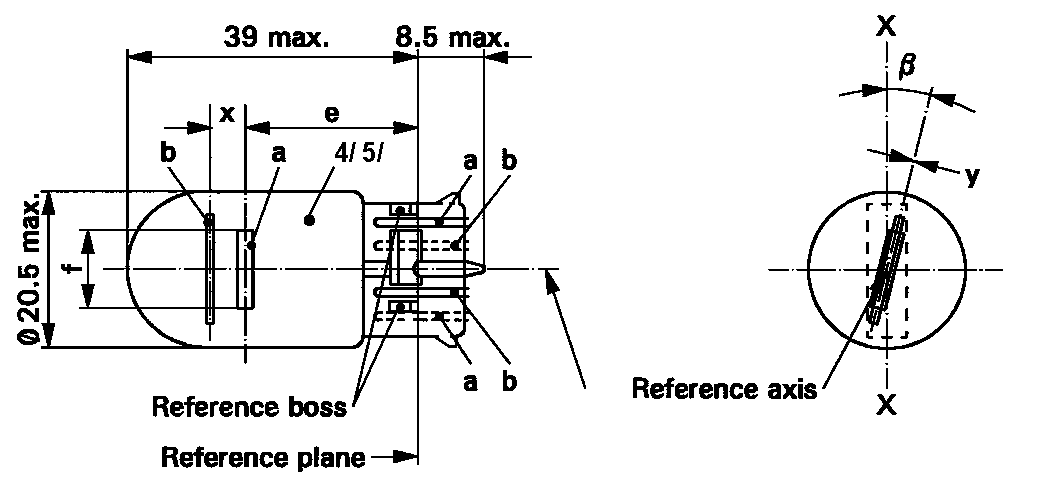 39 max.
8.5 max.
x
e
b
a
4/ 5/
a
b
Ø 20.5 max.
f
a
b
Reference boss
Reference plane
X
β
y
Reference axis
X